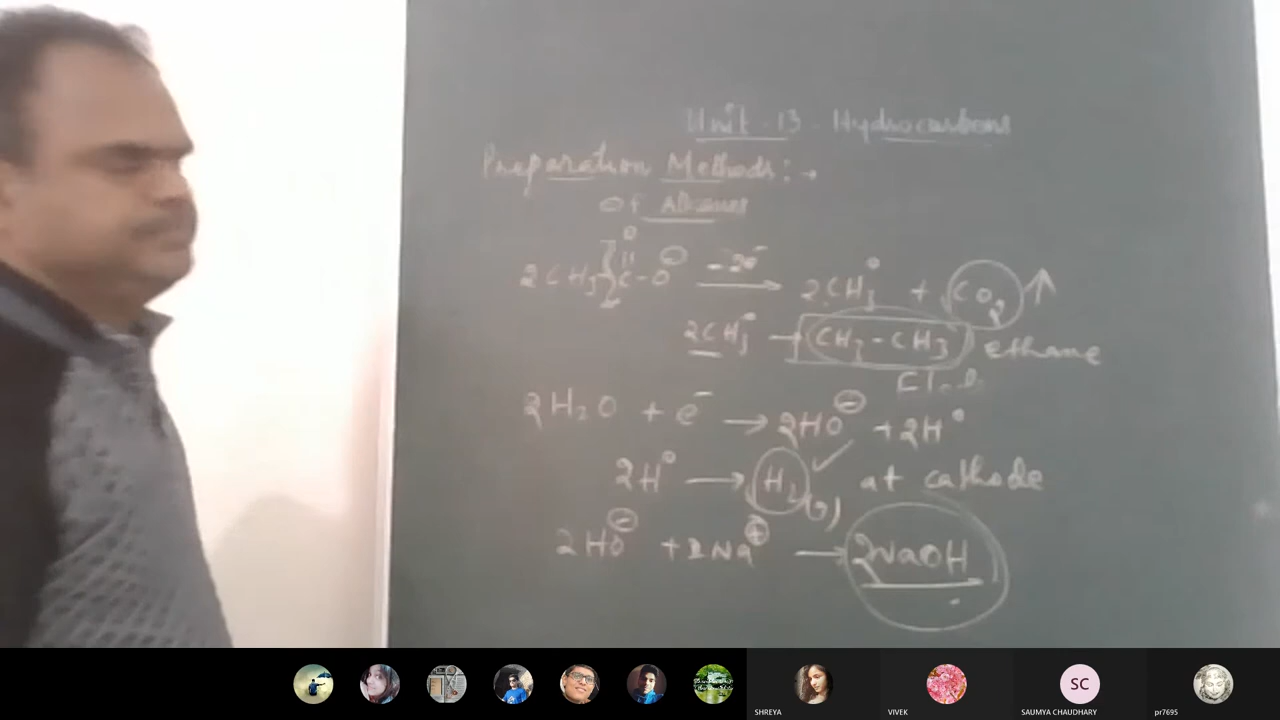 Unit - 13 - Hydrocarbons
Preparation Methods :→
Of Alkanes
O
2CH3 C-O⊖ -2e⁻ → 2CH3• + CO2 ↑
2CH3• → CH3-CH3 ethane
2H2O + e⁻ → 2HO⊖ + 2H•
2H• → H2(g) at cathode
2HO⊖ + 2Na⊕ → 2NaOH
SC
SHREYA VIVEK SAUMYA CHAUDHARY pr7695